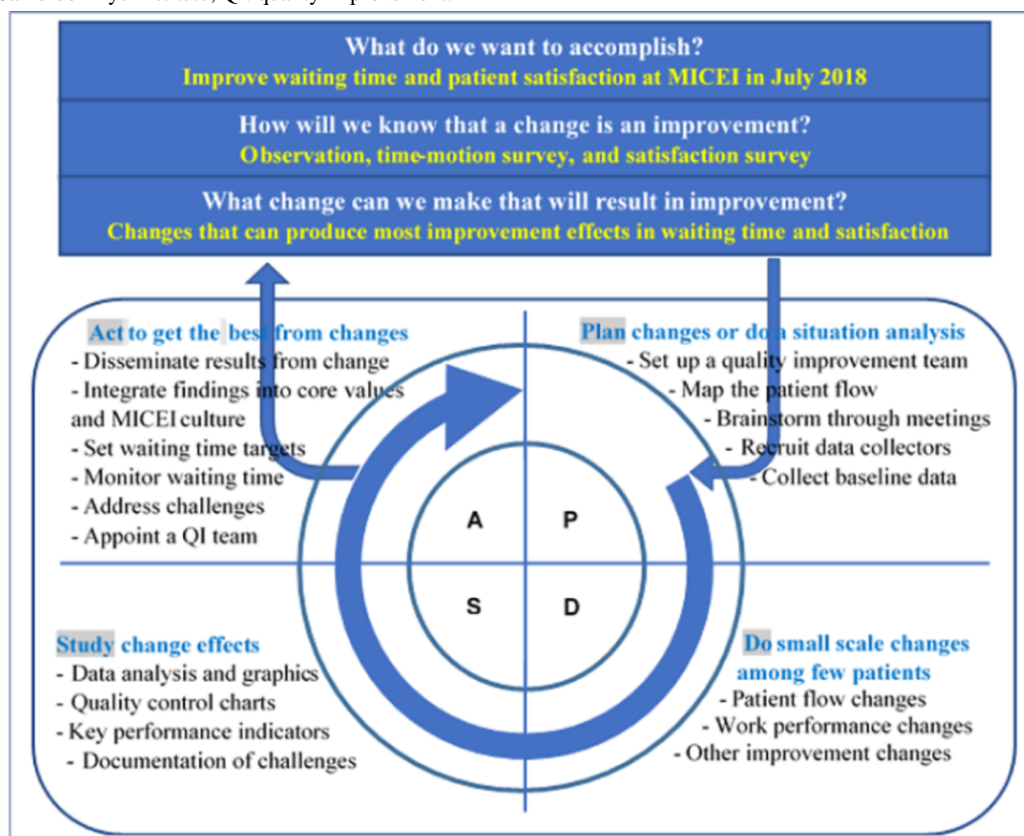 What do we want to accomplish?
Improve waiting time and patient satisfaction at MICEI in July 2018
How will we know that a change is an improvement?
Observation, time-motion survey, and satisfaction survey
What change can we make that will result in improvement?
Changes that can produce most improvement effects in waiting time and satisfaction
Act to get the best from changes
- Disseminate results from change
- Integrate findings into core values
and MICEI culture
- Set waiting time targets
- Monitor waiting time
- Address challenges
- Appoint a QI team
Plan changes or do a situation analysis
- Set up a quality improvement team
- Map the patient flow
- Brainstorm through meetings
- Recruit data collectors
- Collect baseline data
A
P
S
D
Study change effects
- Data analysis and graphics
- Quality control charts
- Key performance indicators
- Documentation of challenges
Do small scale changes
among few patients
- Patient flow changes
- Work performance changes
- Other improvement changes